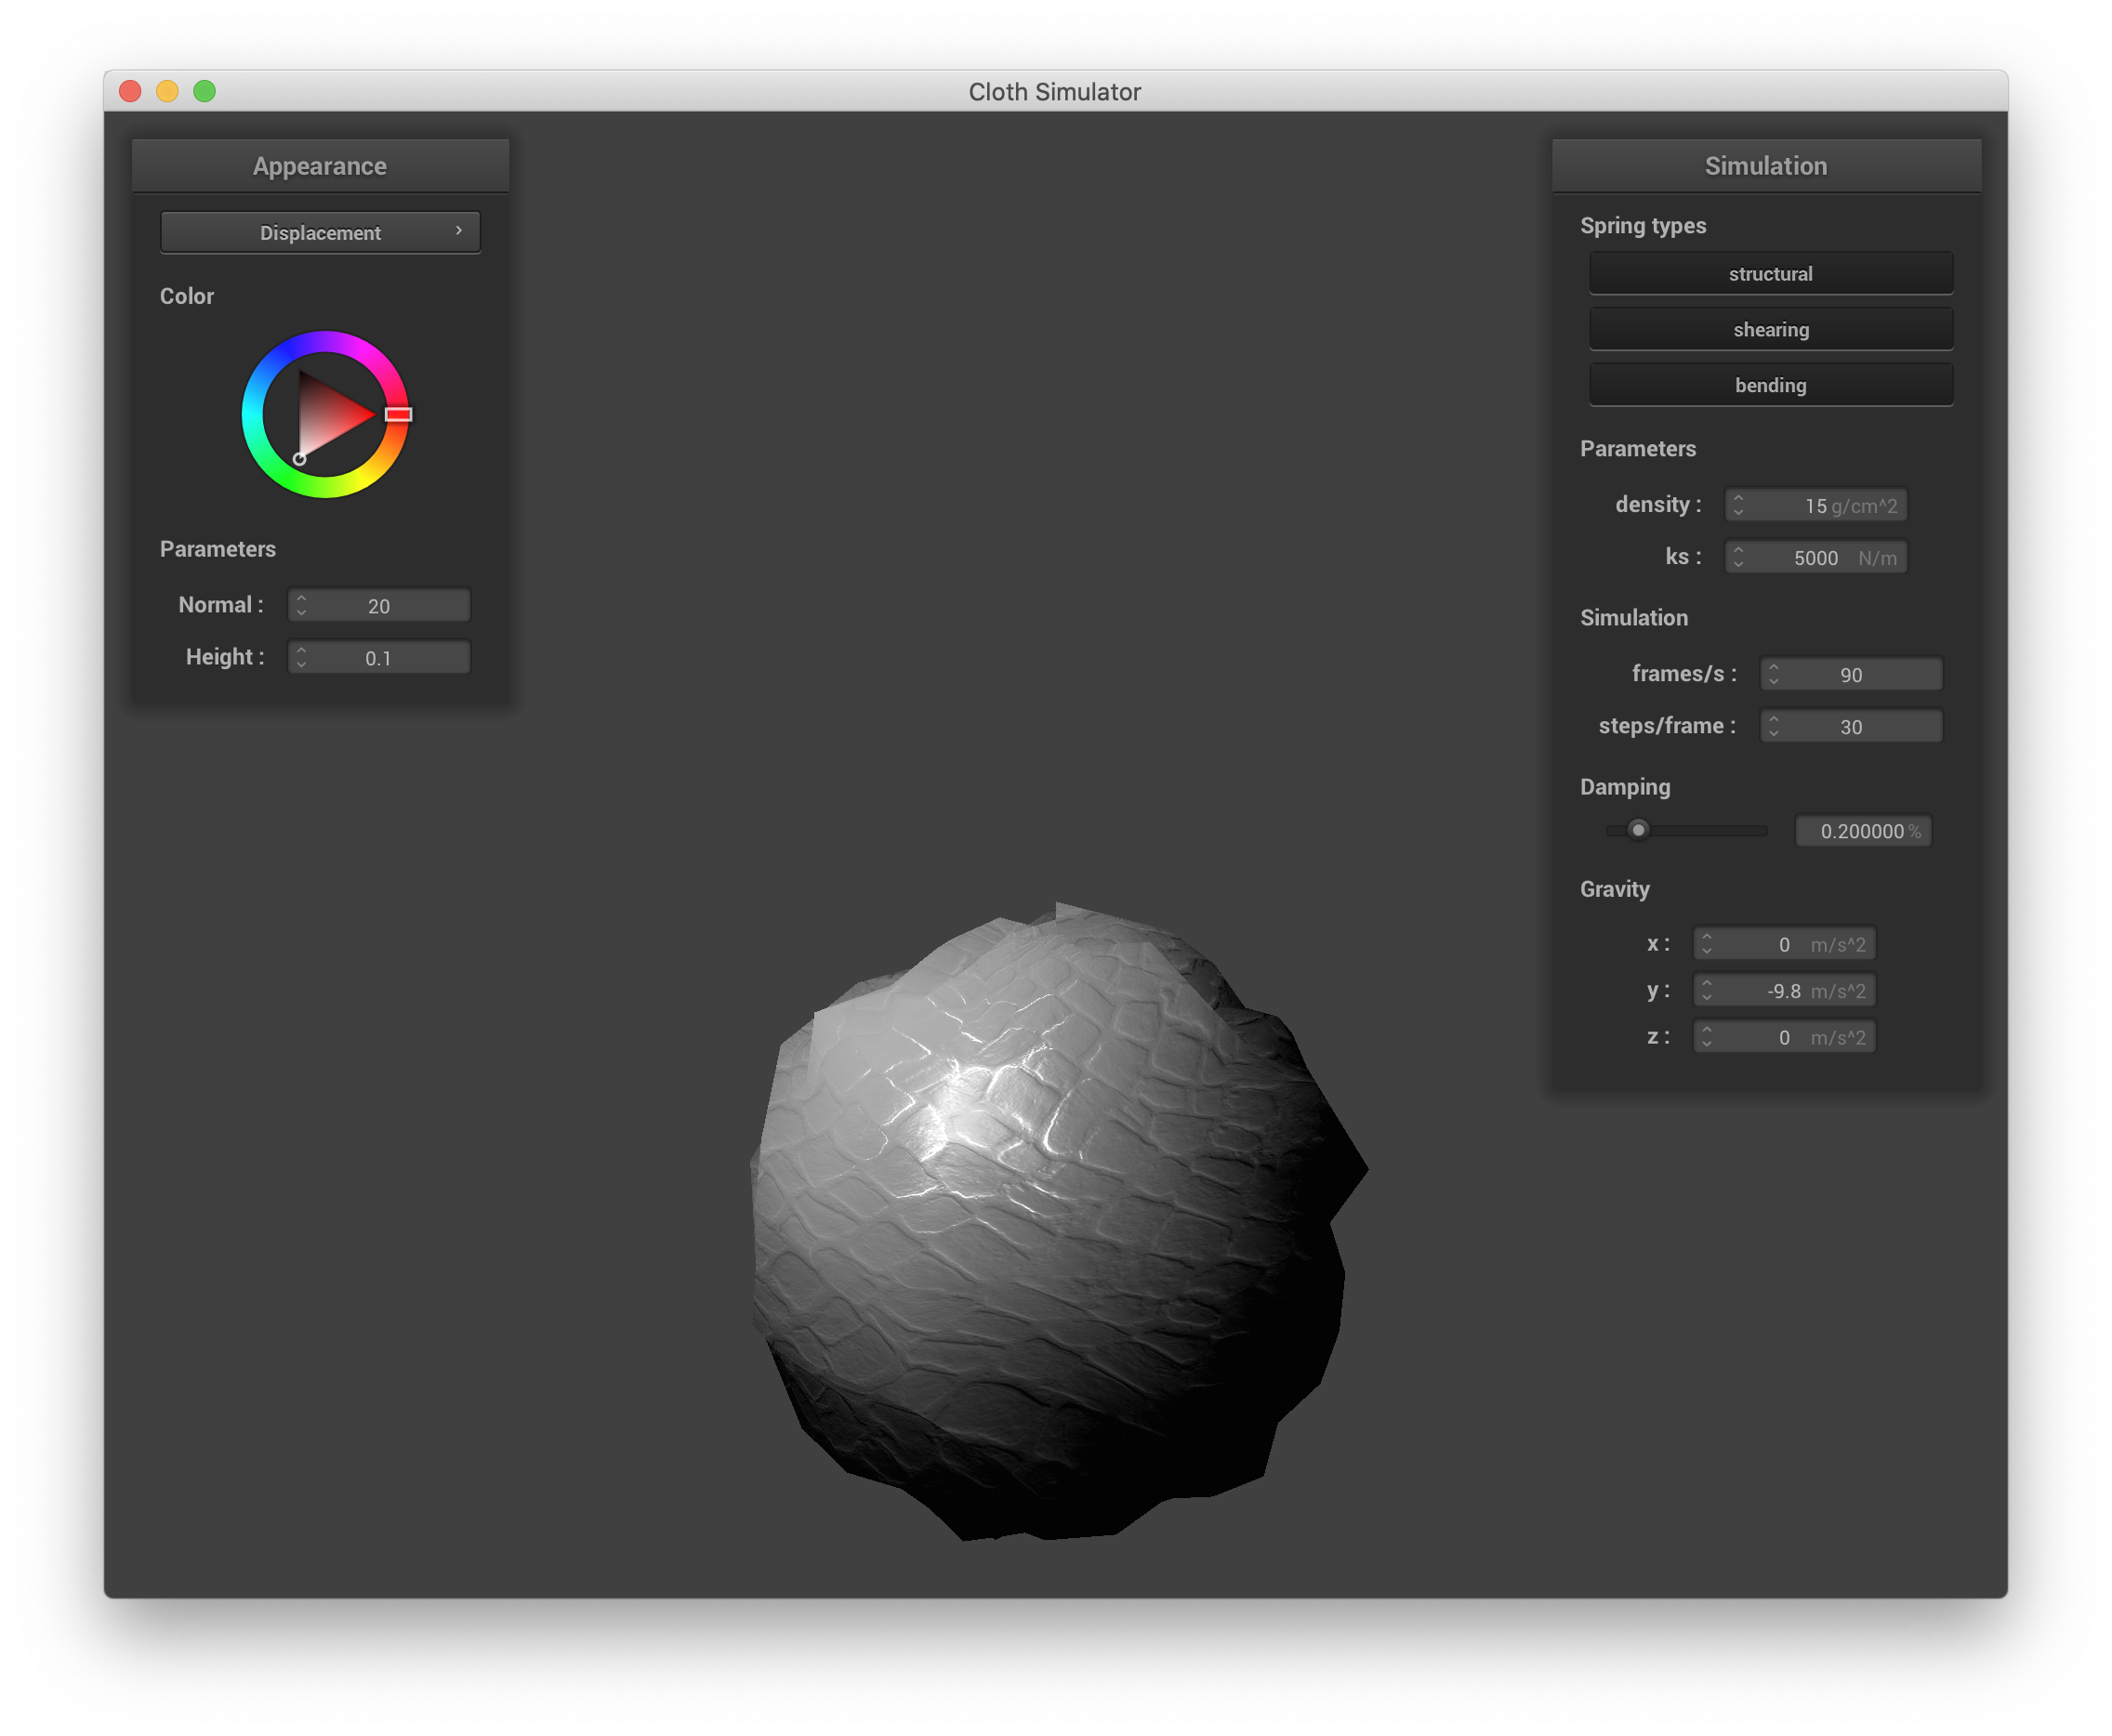 Cloth Simulator
Appearance
Displacement
Color
Parameters
Normal : 20
Height : 0.1
Simulation
Spring types
structural
shearing
bending
Parameters
density : 15 g/cm^2
ks : 5000 N/m
Simulation
frames/s : 90
steps/frame : 30
Damping
0.200000 %
Gravity
x : 0 m/s^2
y : -9.8 m/s^2
z : 0 m/s^2